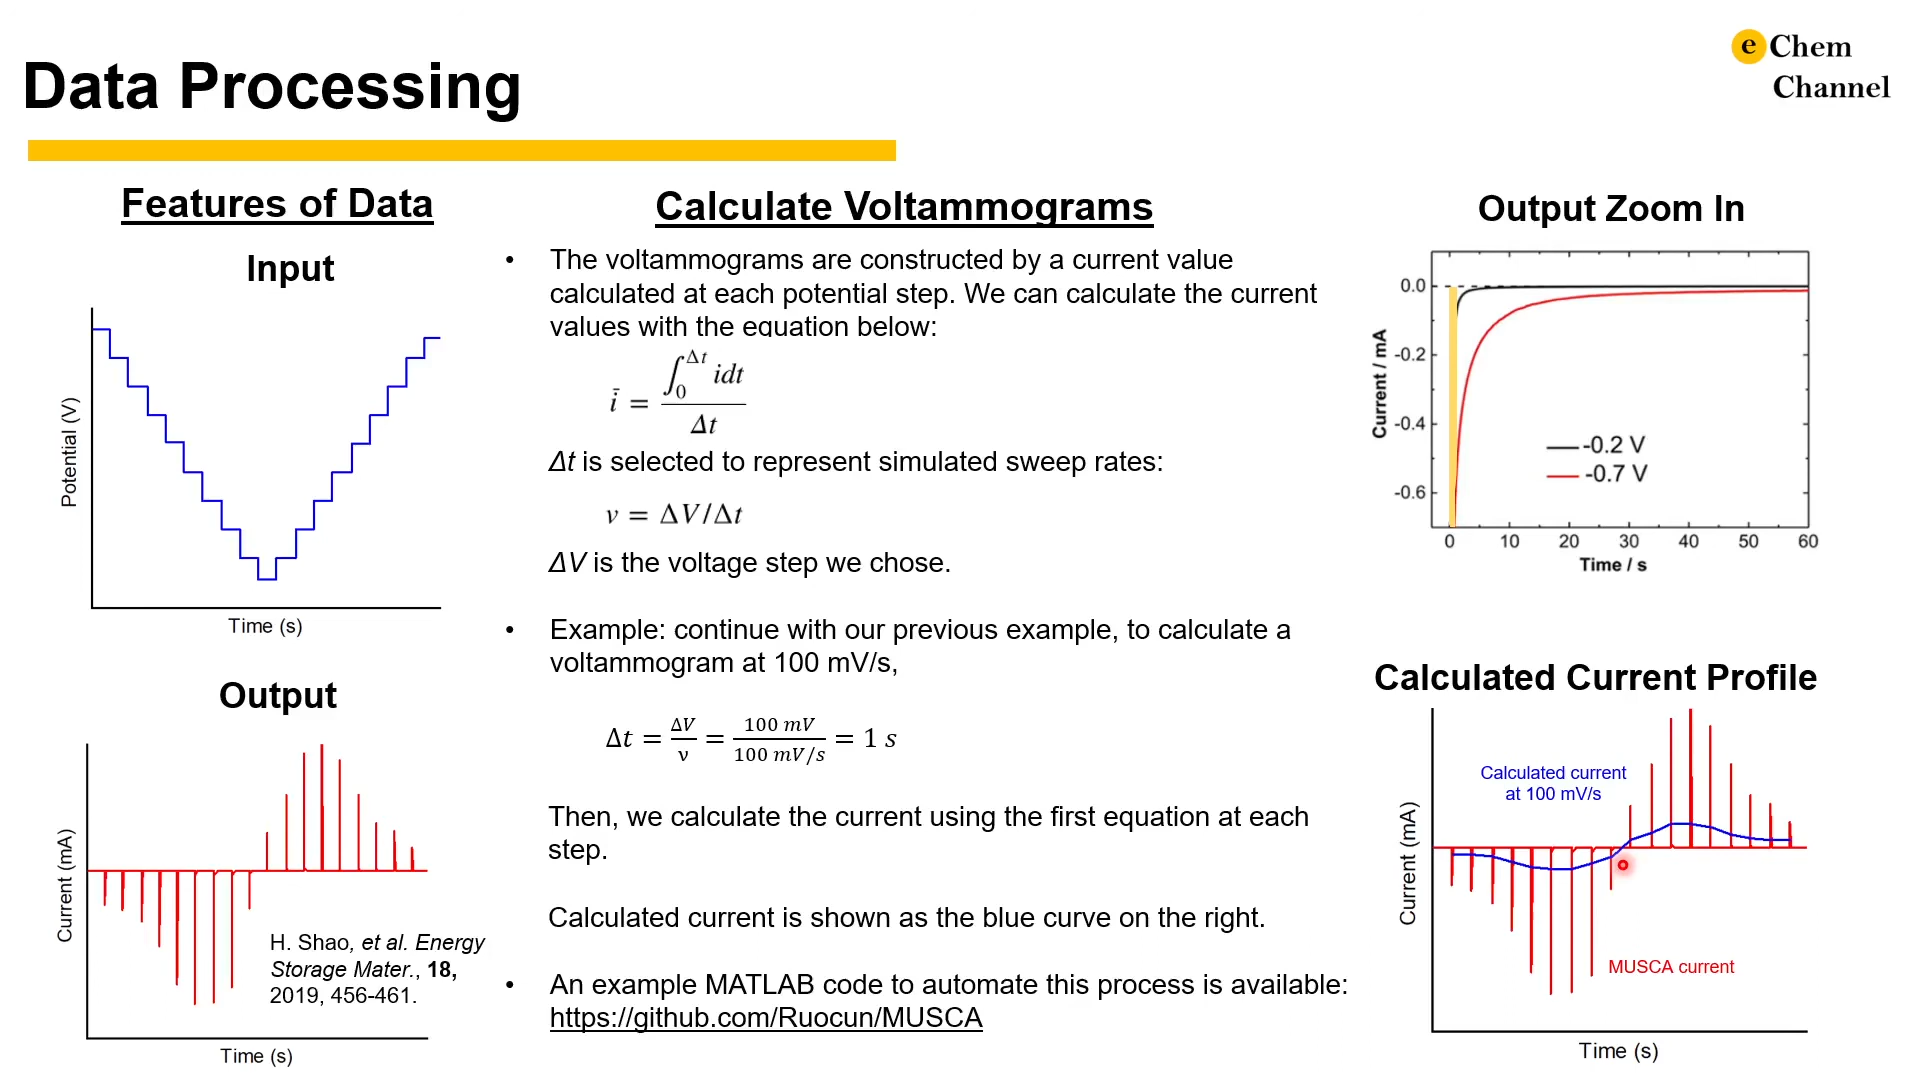 Data Processing
e Chem
Channel
Features of Data
Input
Potential (V)
Time (s)
Output
Current (mA)
H. Shao, et al. Energy
Storage Mater., 18,
2019, 456-461.
Time (s)
Calculate Voltammograms
• The voltammograms are constructed by a current value
calculated at each potential step. We can calculate the current
values with the equation below:
i̅ = ∫₀^Δt idt / Δt
Δt is selected to represent simulated sweep rates:
v = ΔV/Δt
ΔV is the voltage step we chose.
• Example: continue with our previous example, to calculate a
voltammogram at 100 mV/s,
Δt = ΔV/ν = 100 mV / 100 mV/s = 1 s
Then, we calculate the current using the first equation at each
step.
Calculated current is shown as the blue curve on the right.
• An example MATLAB code to automate this process is available:
https://github.com/Ruocun/MUSCA
Output Zoom In
Current / mA
0.0
-0.2
-0.4
-0.6
-0.2 V
-0.7 V
0 10 20 30 40 50 60
Time / s
Calculated Current Profile
Calculated current
at 100 mV/s
Current (mA)
MUSCA current
Time (s)